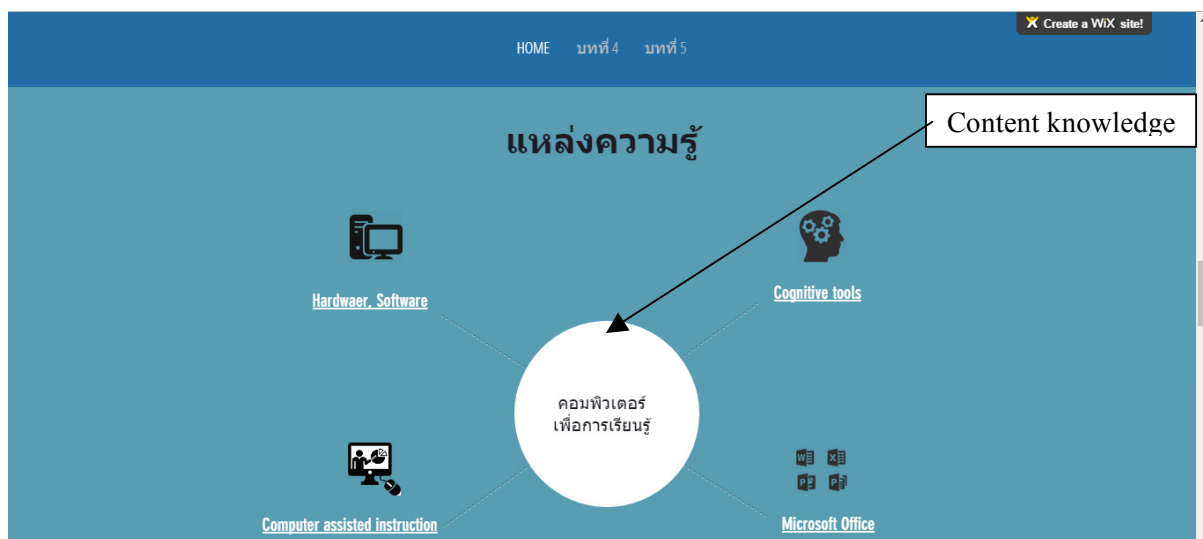 Create a WiX site!
HOME บทที่ 4 บทที่ 5
Content knowledge
แหล่งความรู้
Hardwaer, Software
Cognitive tools
คอมพิวเตอร์
เพื่อการเรียนรู้
Computer assisted instruction
Microsoft Office